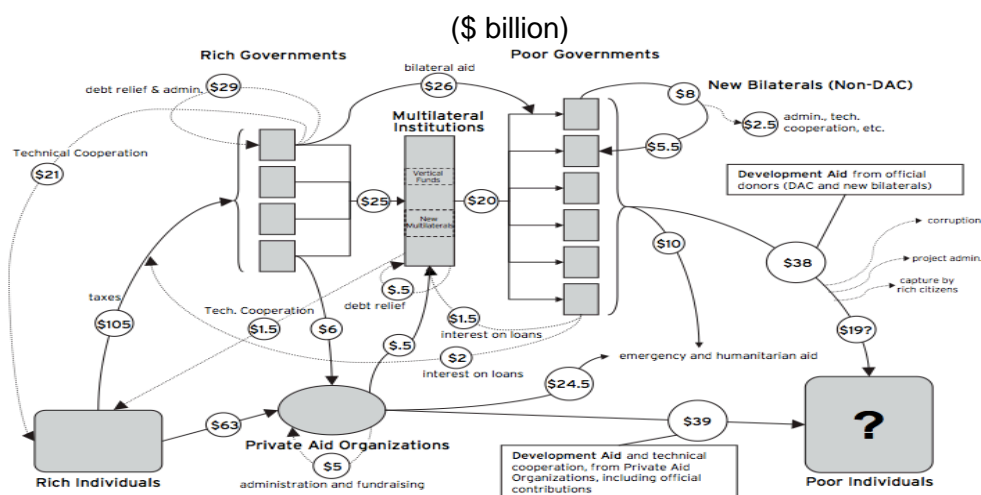 ($ billion)
Rich Governments
Poor Governments
bilateral aid
$26
debt relief & admin.
$29
$8
New Bilaterals (Non-DAC)
$2.5
admin., tech.
cooperation, etc.
$5.5
Multilateral
Institutions
Vertical
Funds
New
Multilaterals
Technical Cooperation
$21
$25
$20
Development Aid from official
donors (DAC and new bilaterals)
corruption
$10
$38
project admin.
capture by
rich citizens
taxes
$105
Tech. Cooperation
$1.5
$.5
debt relief
$6
$.5
$1.5
interest on loans
$2
interest on loans
$19?
emergency and humanitarian aid
$24.5
$63
$39
?
Private Aid Organizations
$5
administration and fundraising
Development Aid and technical
cooperation, from Private Aid
Organizations, including official
contributions
Rich Individuals
Poor Individuals